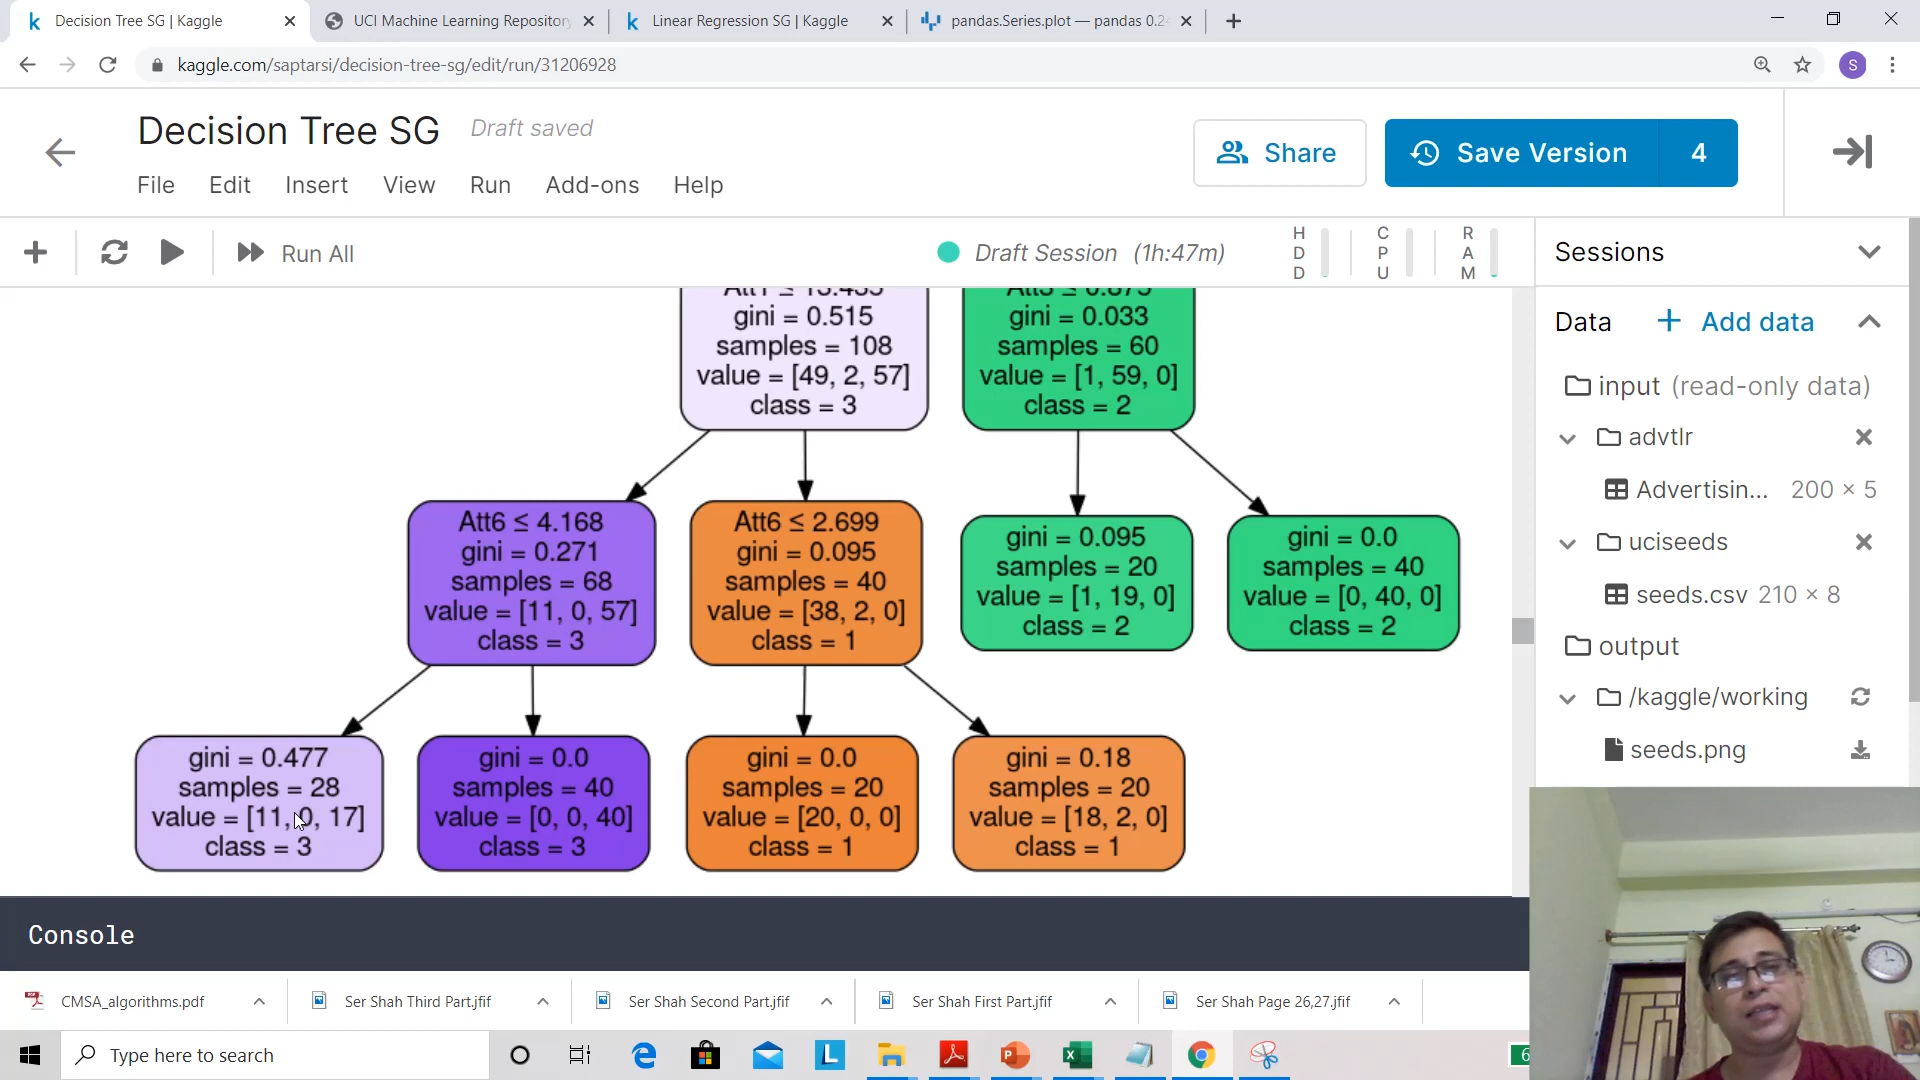 Decision Tree SG | Kaggle
UCI Machine Learning Repository
Linear Regression SG | Kaggle
pandas.Series.plot — pandas 0.2
kaggle.com/saptarsi/decision-tree-sg/edit/run/31206928
S
Decision Tree SG
Draft saved
File Edit Insert View Run Add-ons Help
Share
Save Version 4
Run All
Draft Session (1h:47m)
HDD
CPU
RAM
Sessions
Data
Add data
input (read-only data)
advtlr
Advertisin... 200 × 5
uciseeds
seeds.csv 210 × 8
output
/kaggle/working
seeds.png
Att1 ≤ 13.435
gini = 0.515
samples = 108
value = [49, 2, 57]
class = 3
gini = 0.033
samples = 60
value = [1, 59, 0]
class = 2
Att6 ≤ 4.168
gini = 0.271
samples = 68
value = [11, 0, 57]
class = 3
Att6 ≤ 2.699
gini = 0.095
samples = 40
value = [38, 2, 0]
class = 1
gini = 0.095
samples = 20
value = [1, 19, 0]
class = 2
gini = 0.0
samples = 40
value = [0, 40, 0]
class = 2
gini = 0.477
samples = 28
value = [11, 0, 17]
class = 3
gini = 0.0
samples = 40
value = [0, 0, 40]
class = 3
gini = 0.0
samples = 20
value = [20, 0, 0]
class = 1
gini = 0.18
samples = 20
value = [18, 2, 0]
class = 1
Console
CMSA_algorithms.pdf
Ser Shah Third Part.jfif
Ser Shah Second Part.jfif
Ser Shah First Part.jfif
Ser Shah Page 26,27.jfif
Type here to search